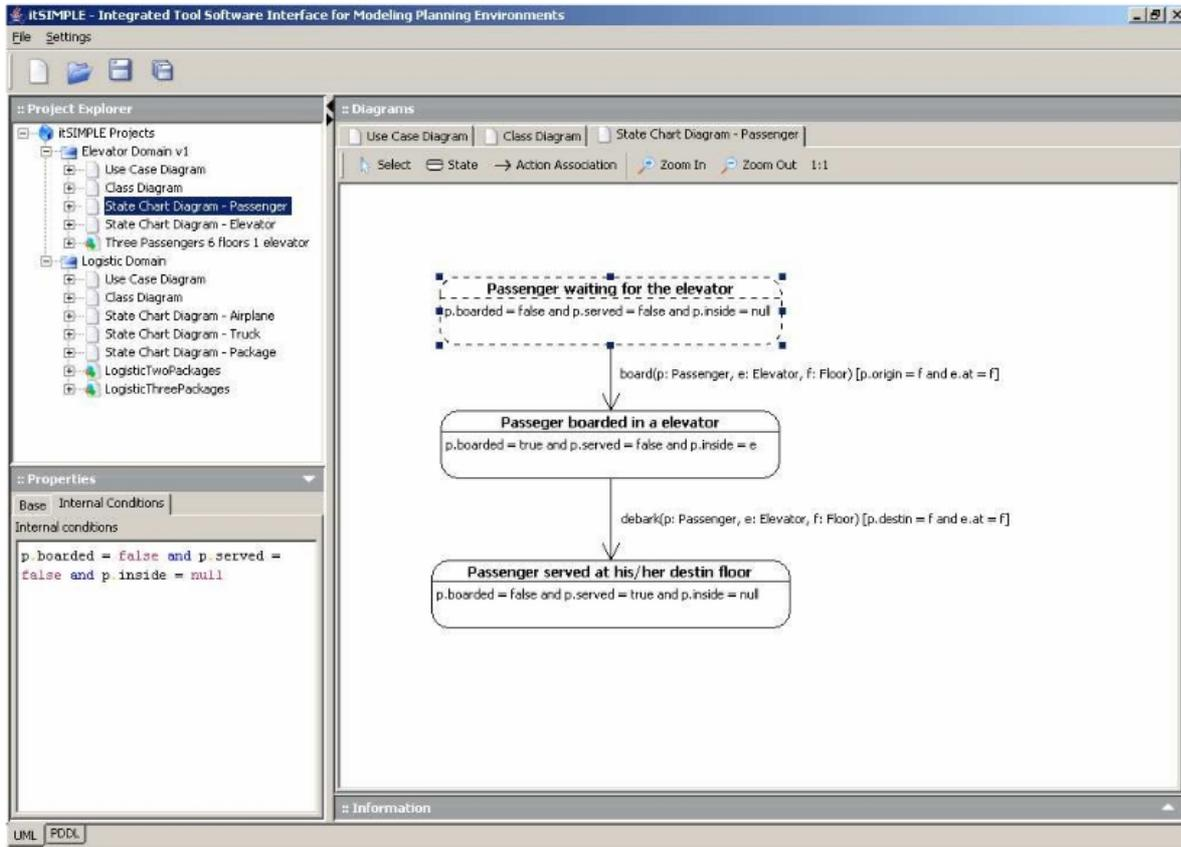 itSIMPLE - Integrated Tool Software Interface for Modeling Planning Environments
File Settings
:: Project Explorer
itSIMPLE Projects
Elevator Domain v1
Use Case Diagram
Class Diagram
State Chart Diagram - Passenger
State Chart Diagram - Elevator
Three Passengers 6 floors 1 elevator
Logistic Domain
Use Case Diagram
Class Diagram
State Chart Diagram - Airplane
State Chart Diagram - Truck
State Chart Diagram - Package
LogisticTwoPackages
LogisticThreePackages
:: Properties
Base Internal Conditions
Internal conditions
p.boarded = false and p.served =
false and p.inside = null
:: Diagrams
Use Case Diagram Class Diagram State Chart Diagram - Passenger
Select State Action Association Zoom In Zoom Out 1:1
Passenger waiting for the elevator
p.boarded = false and p.served = false and p.inside = null
board(p: Passenger, e: Elevator, f: Floor) [p.origin = f and e.at = f]
Passeger boarded in a elevator
p.boarded = true and p.served = false and p.inside = e
debark(p: Passenger, e: Elevator, f: Floor) [p.destin = f and e.at = f]
Passenger served at his/her destin floor
p.boarded = false and p.served = true and p.inside = null
:: Information
UML PDDL